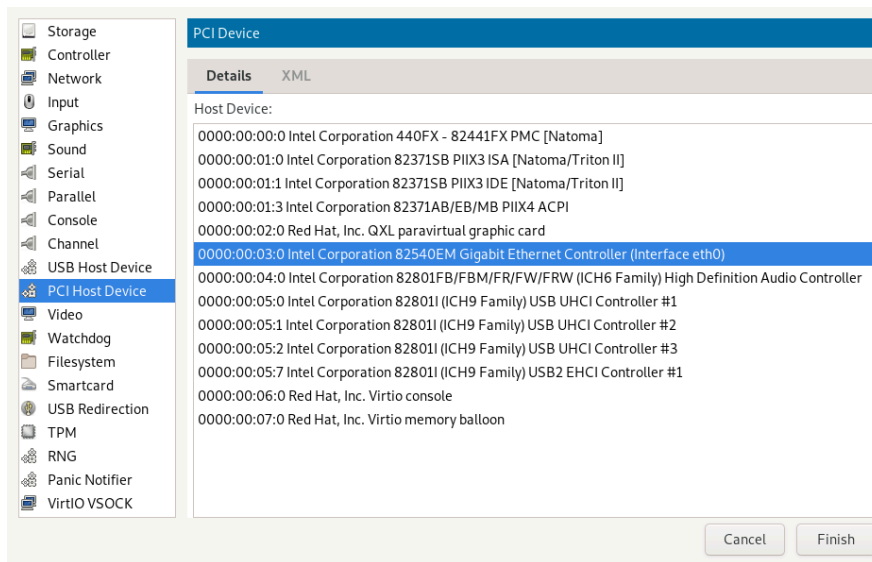 Storage
Controller
Network
Input
Graphics
Sound
Serial
Parallel
Console
Channel
USB Host Device
PCI Host Device
Video
Watchdog
Filesystem
Smartcard
USB Redirection
TPM
RNG
Panic Notifier
VirtIO VSOCK
PCI Device
Details XML
Host Device:
0000:00:00:0 Intel Corporation 440FX - 82441FX PMC [Natoma]
0000:00:01:0 Intel Corporation 82371SB PIIX3 ISA [Natoma/Triton II]
0000:00:01:1 Intel Corporation 82371SB PIIX3 IDE [Natoma/Triton II]
0000:00:01:3 Intel Corporation 82371AB/EB/MB PIIX4 ACPI
0000:00:02:0 Red Hat, Inc. QXL paravirtual graphic card
0000:00:03:0 Intel Corporation 82540EM Gigabit Ethernet Controller (Interface eth0)
0000:00:04:0 Intel Corporation 82801FB/FBM/FR/FW/FRW (ICH6 Family) High Definition Audio Controller
0000:00:05:0 Intel Corporation 82801I (ICH9 Family) USB UHCI Controller #1
0000:00:05:1 Intel Corporation 82801I (ICH9 Family) USB UHCI Controller #2
0000:00:05:2 Intel Corporation 82801I (ICH9 Family) USB UHCI Controller #3
0000:00:05:7 Intel Corporation 82801I (ICH9 Family) USB2 EHCI Controller #1
0000:00:06:0 Red Hat, Inc. Virtio console
0000:00:07:0 Red Hat, Inc. Virtio memory balloon
Cancel Finish